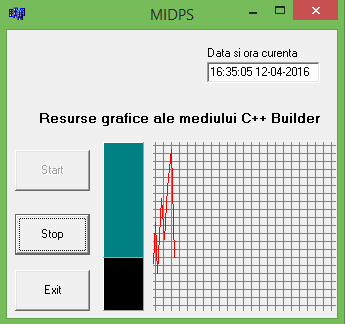 MIDPS
Data si ora curenta
16:35:05 12-04-2016
Resurse grafice ale mediului C++ Builder
Start
Stop
Exit